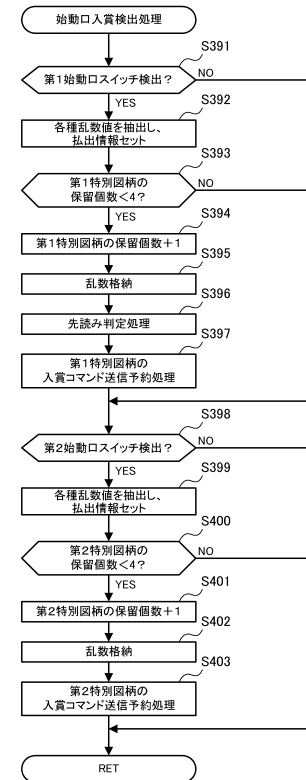 始動口入賞検出処理
S391
第1始動口スイッチ検出?
NO
YES
S392
各種乱数値を抽出し、
払出情報セット
S393
第1特別図柄の
保留個数<4?
NO
YES
S394
第1特別図柄の保留個数+1
S395
乱数格納
S396
先読み判定処理
S397
第1特別図柄の
入賞コマンド送信予約処理
S398
第2始動口スイッチ検出?
NO
YES
S399
各種乱数値を抽出し、
払出情報セット
S400
第2特別図柄の
保留個数<4?
NO
YES
S401
第2特別図柄の保留個数+1
S402
乱数格納
S403
第2特別図柄の
入賞コマンド送信予約処理
RET